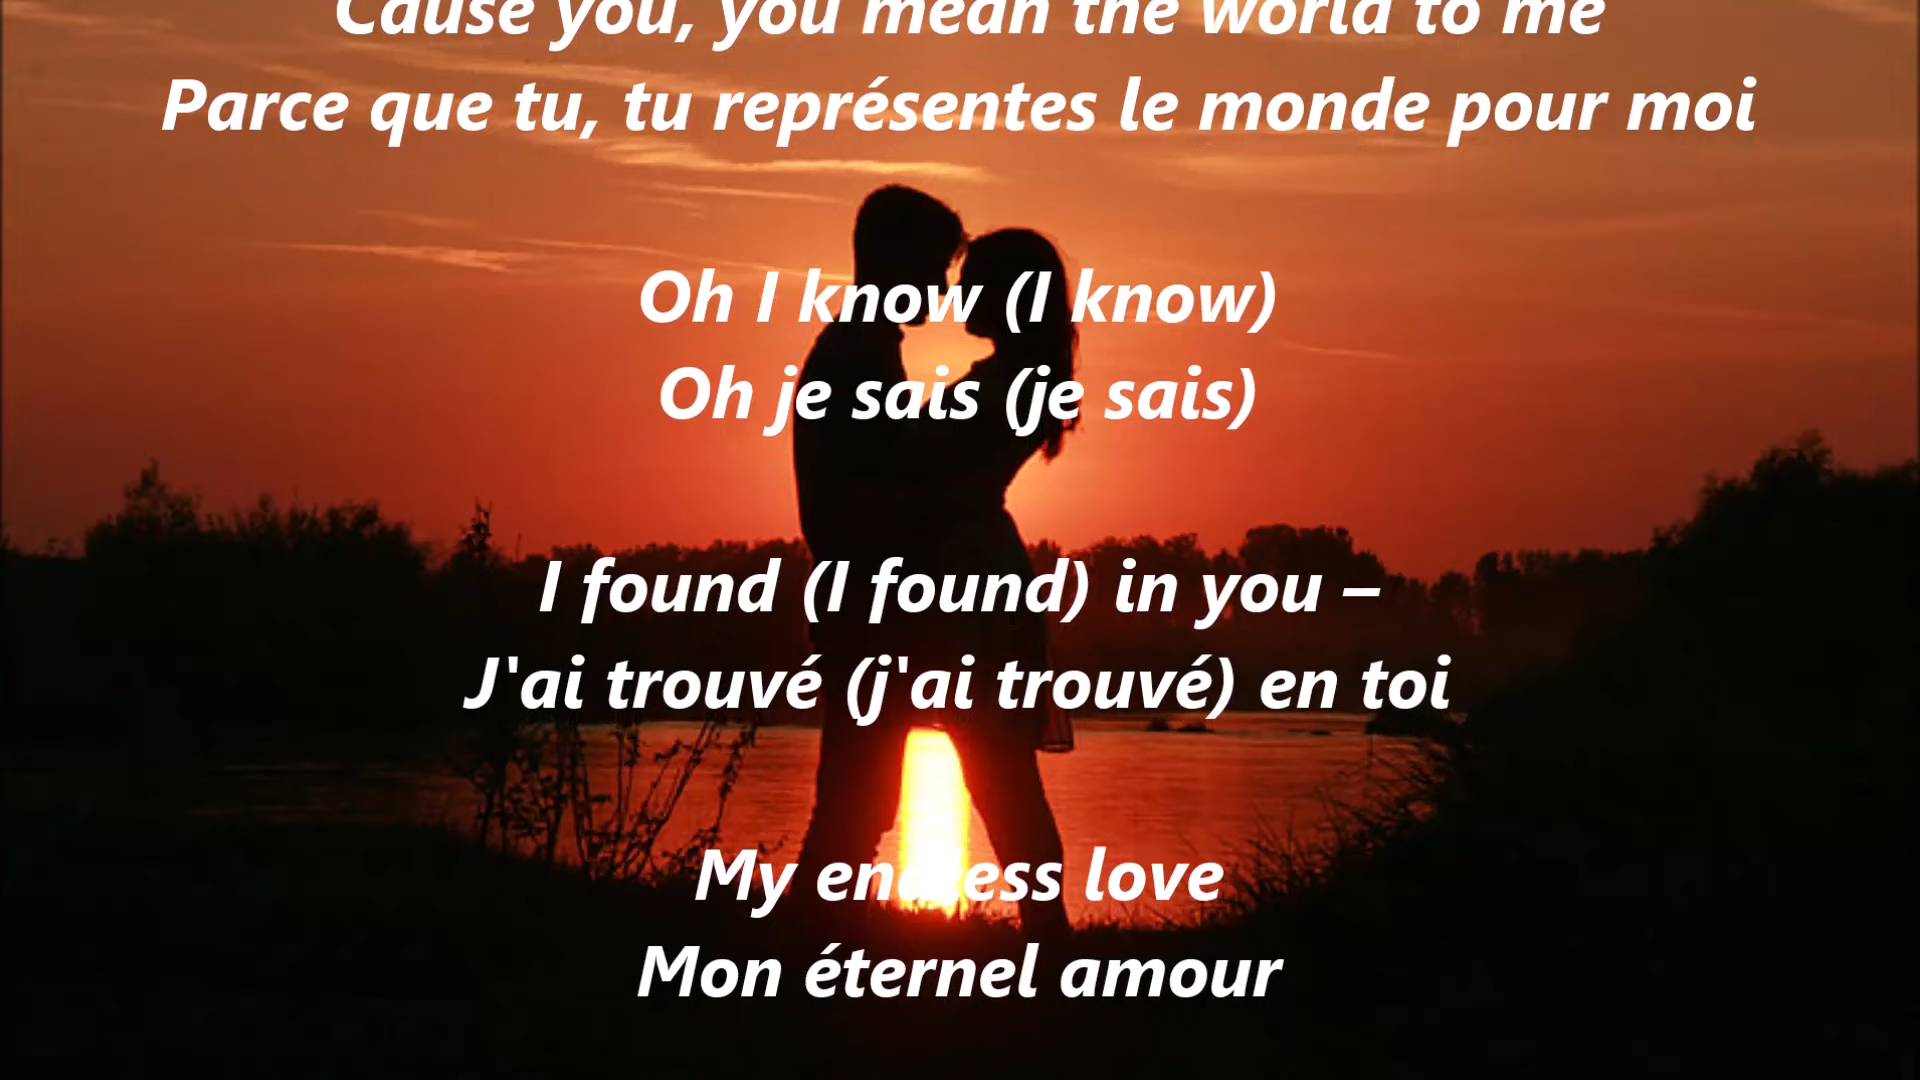 Cause you, you mean the world to me
Parce que tu, tu représentes le monde pour moi
Oh I know (I know)
Oh je sais (je sais)
I found (I found) in you –
J'ai trouvé (j'ai trouvé) en toi
My endless love
Mon éternel amour